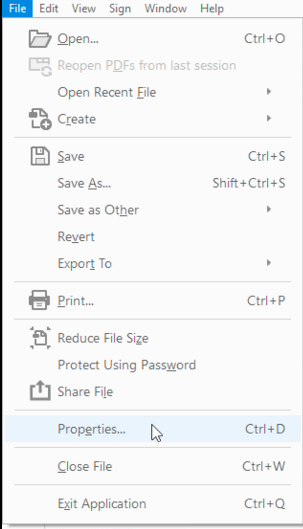 File Edit View Sign Window Help
Open... Ctrl+O
Reopen PDFs from last session
Open Recent File
Create
Save Ctrl+S
Save As... Shift+Ctrl+S
Save as Other
Revert
Export To
Print... Ctrl+P
Reduce File Size
Protect Using Password
Share File
Properties... Ctrl+D
Close File Ctrl+W
Exit Application Ctrl+Q